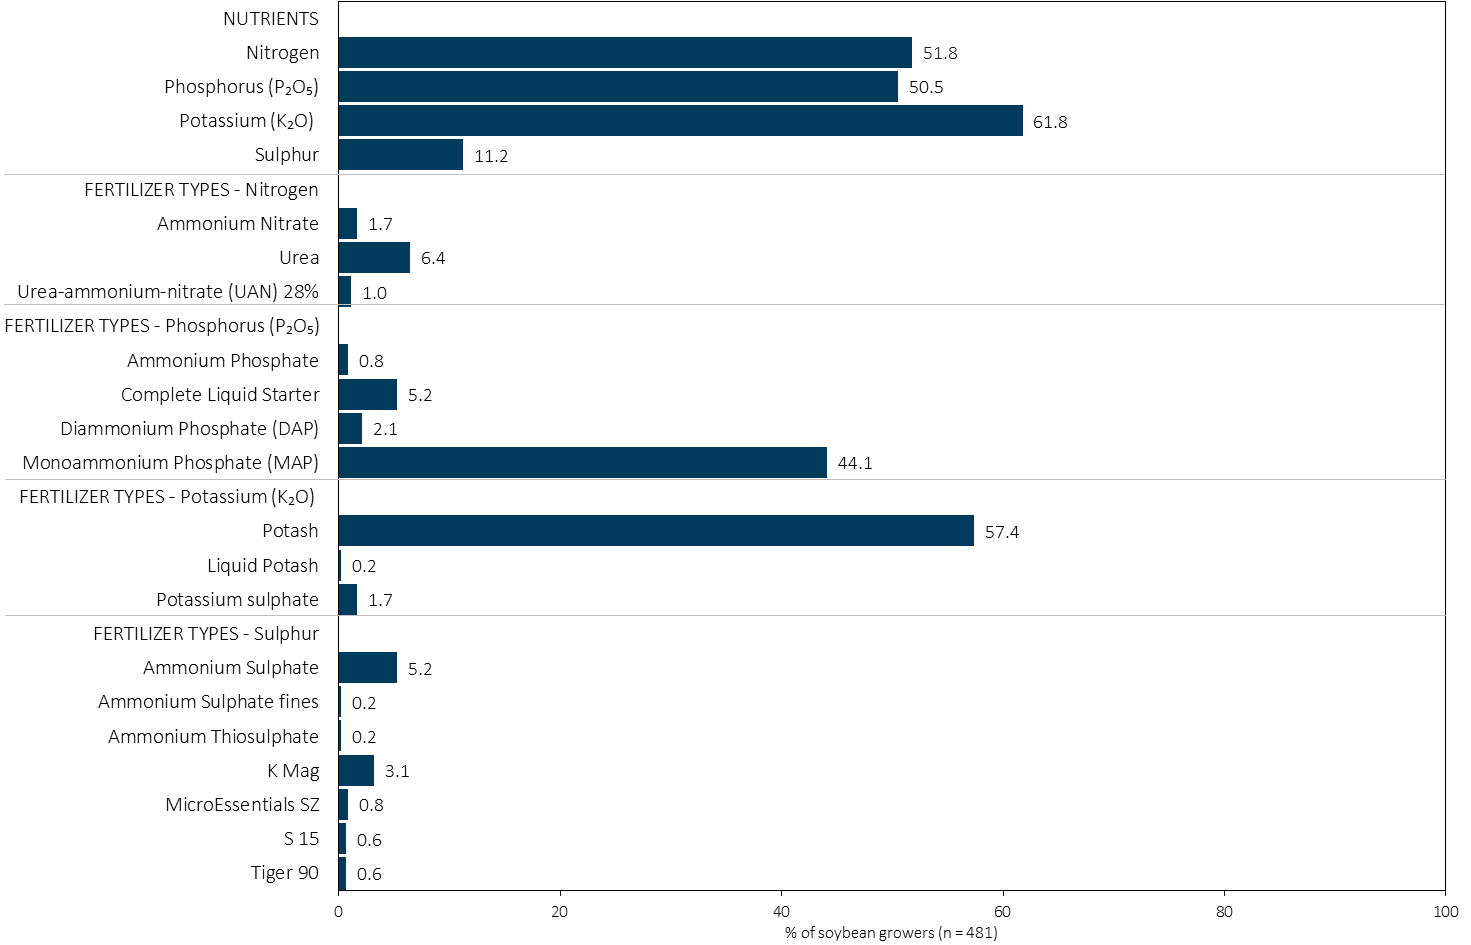 NUTRIENTS
Nitrogen 51.8
Phosphorus (P₂O₅) 50.5
Potassium (K₂O) 61.8
Sulphur 11.2
FERTILIZER TYPES - Nitrogen
Ammonium Nitrate 1.7
Urea 6.4
Urea-ammonium-nitrate (UAN) 28% 1.0
FERTILIZER TYPES - Phosphorus (P₂O₅)
Ammonium Phosphate 0.8
Complete Liquid Starter 5.2
Diammonium Phosphate (DAP) 2.1
Monoammonium Phosphate (MAP) 44.1
FERTILIZER TYPES - Potassium (K₂O)
Potash 57.4
Liquid Potash 0.2
Potassium sulphate 1.7
FERTILIZER TYPES - Sulphur
Ammonium Sulphate 5.2
Ammonium Sulphate fines 0.2
Ammonium Thiosulphate 0.2
K Mag 3.1
MicroEssentials SZ 0.8
S 15 0.6
Tiger 90 0.6
0 20 40 60 80 100
% of soybean growers (n = 481)